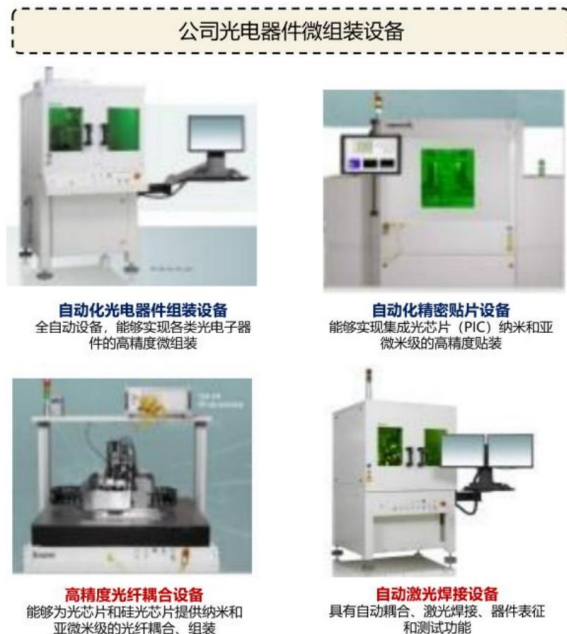 公司光电器件微组装设备
自动化光电器件组装设备
全自动设备，能够实现各类光电子器
件的高精度微组装
自动化精密贴片设备
能够实现集成光芯片（PIC）纳米和亚
微米级的高精度贴装
高精度光纤耦合设备
能够为光芯片和硅光芯片提供纳米和
亚微米级的光纤耦合、组装
自动激光焊接设备
具有自动耦合、激光焊接、器件表征
和测试功能